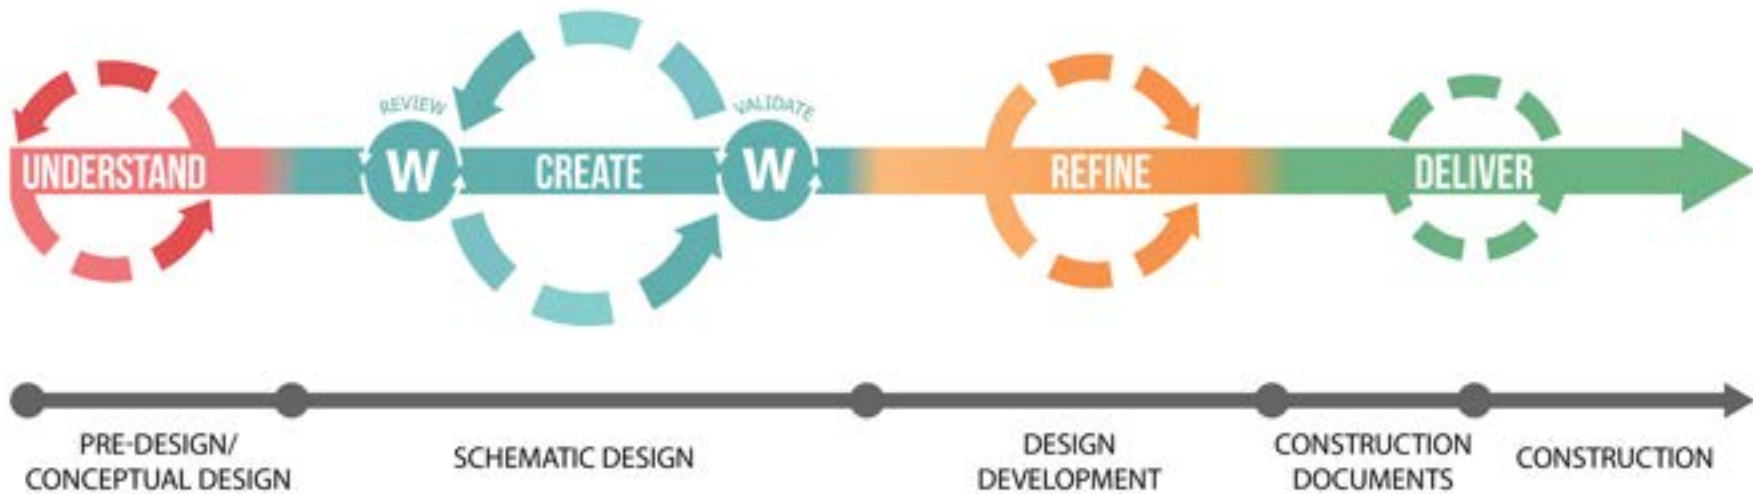 REVIEW
VALIDATE
UNDERSTAND
W
CREATE
W
REFINE
DELIVER
PRE-DESIGN/
CONCEPTUAL DESIGN
SCHEMATIC DESIGN
DESIGN
DEVELOPMENT
CONSTRUCTION
DOCUMENTS
CONSTRUCTION